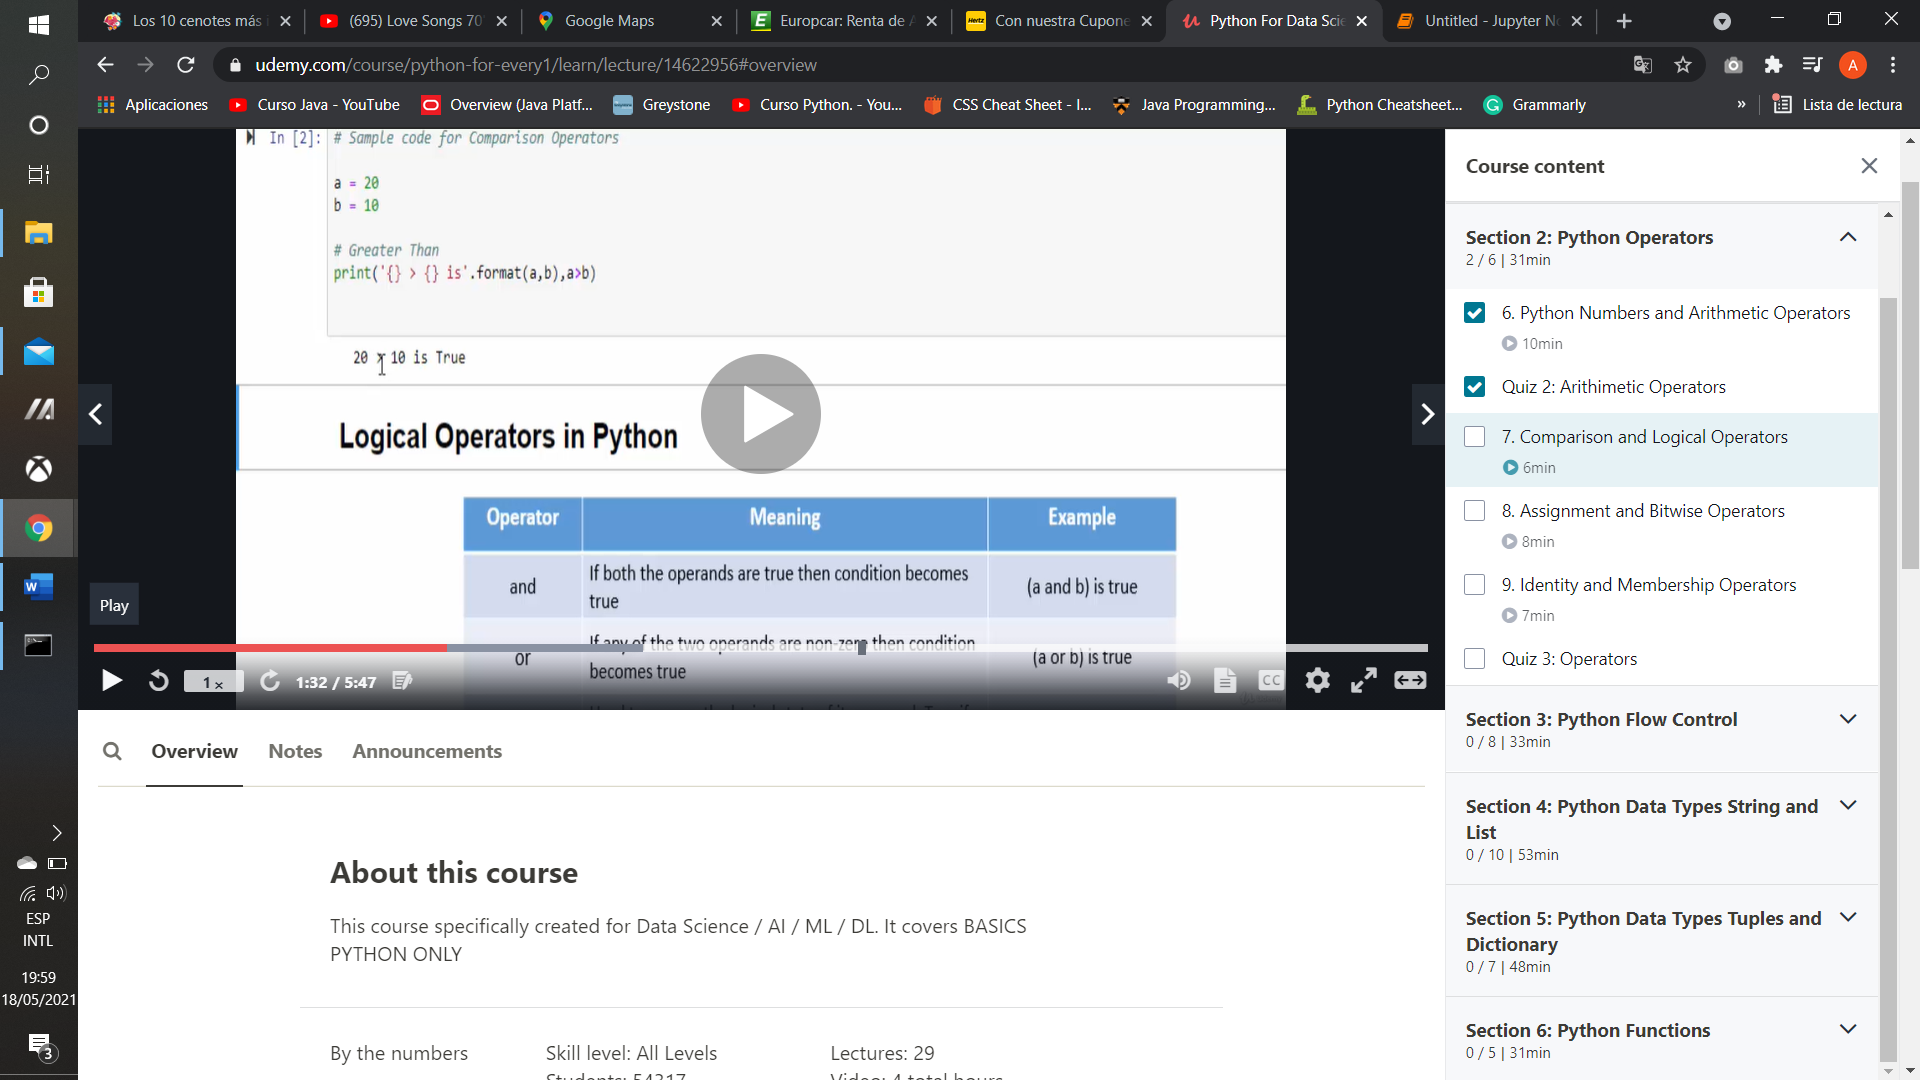 Los 10 cenotes más
(695) Love Songs 70
Google Maps
Europcar: Renta de
Con nuestra Cupone
Python For Data Scie
Untitled - Jupyter No
udemy.com/course/python-for-every1/learn/lecture/14622956#overview
A
Aplicaciones
Curso Java - YouTube
Overview (Java Platf...
Greystone
Curso Python. - You...
CSS Cheat Sheet - I...
Java Programming...
Python Cheatsheet...
Grammarly
»
Lista de lectura
In [2]: # Sample code for Comparison Operators
a = 20
b = 10
# Greater Than
print('{} > {} is'.format(a,b),a>b)
20 > 10 is True
Logical Operators in Python
Operator Meaning Example
and If both the operands are true then condition becomes true (a and b) is true
or If any of the two operands are non-zero then condition becomes true (a or b) is true
Play
1 x
1:32 / 5:47
CC
Course content
Section 2: Python Operators
2 / 6 | 31min
6. Python Numbers and Arithmetic Operators
10min
Quiz 2: Arithimetic Operators
7. Comparison and Logical Operators
6min
8. Assignment and Bitwise Operators
8min
9. Identity and Membership Operators
7min
Quiz 3: Operators
Section 3: Python Flow Control
0 / 8 | 33min
Section 4: Python Data Types String and
List
0 / 10 | 53min
Section 5: Python Data Types Tuples and
Dictionary
0 / 7 | 48min
Section 6: Python Functions
0 / 5 | 31min
Overview Notes Announcements
About this course
This course specifically created for Data Science / AI / ML / DL. It covers BASICS
PYTHON ONLY
By the numbers
Skill level: All Levels
Students: 54317
Lectures: 29
Video: 4 total hours
ESP
INTL
19:59
18/05/2021
3